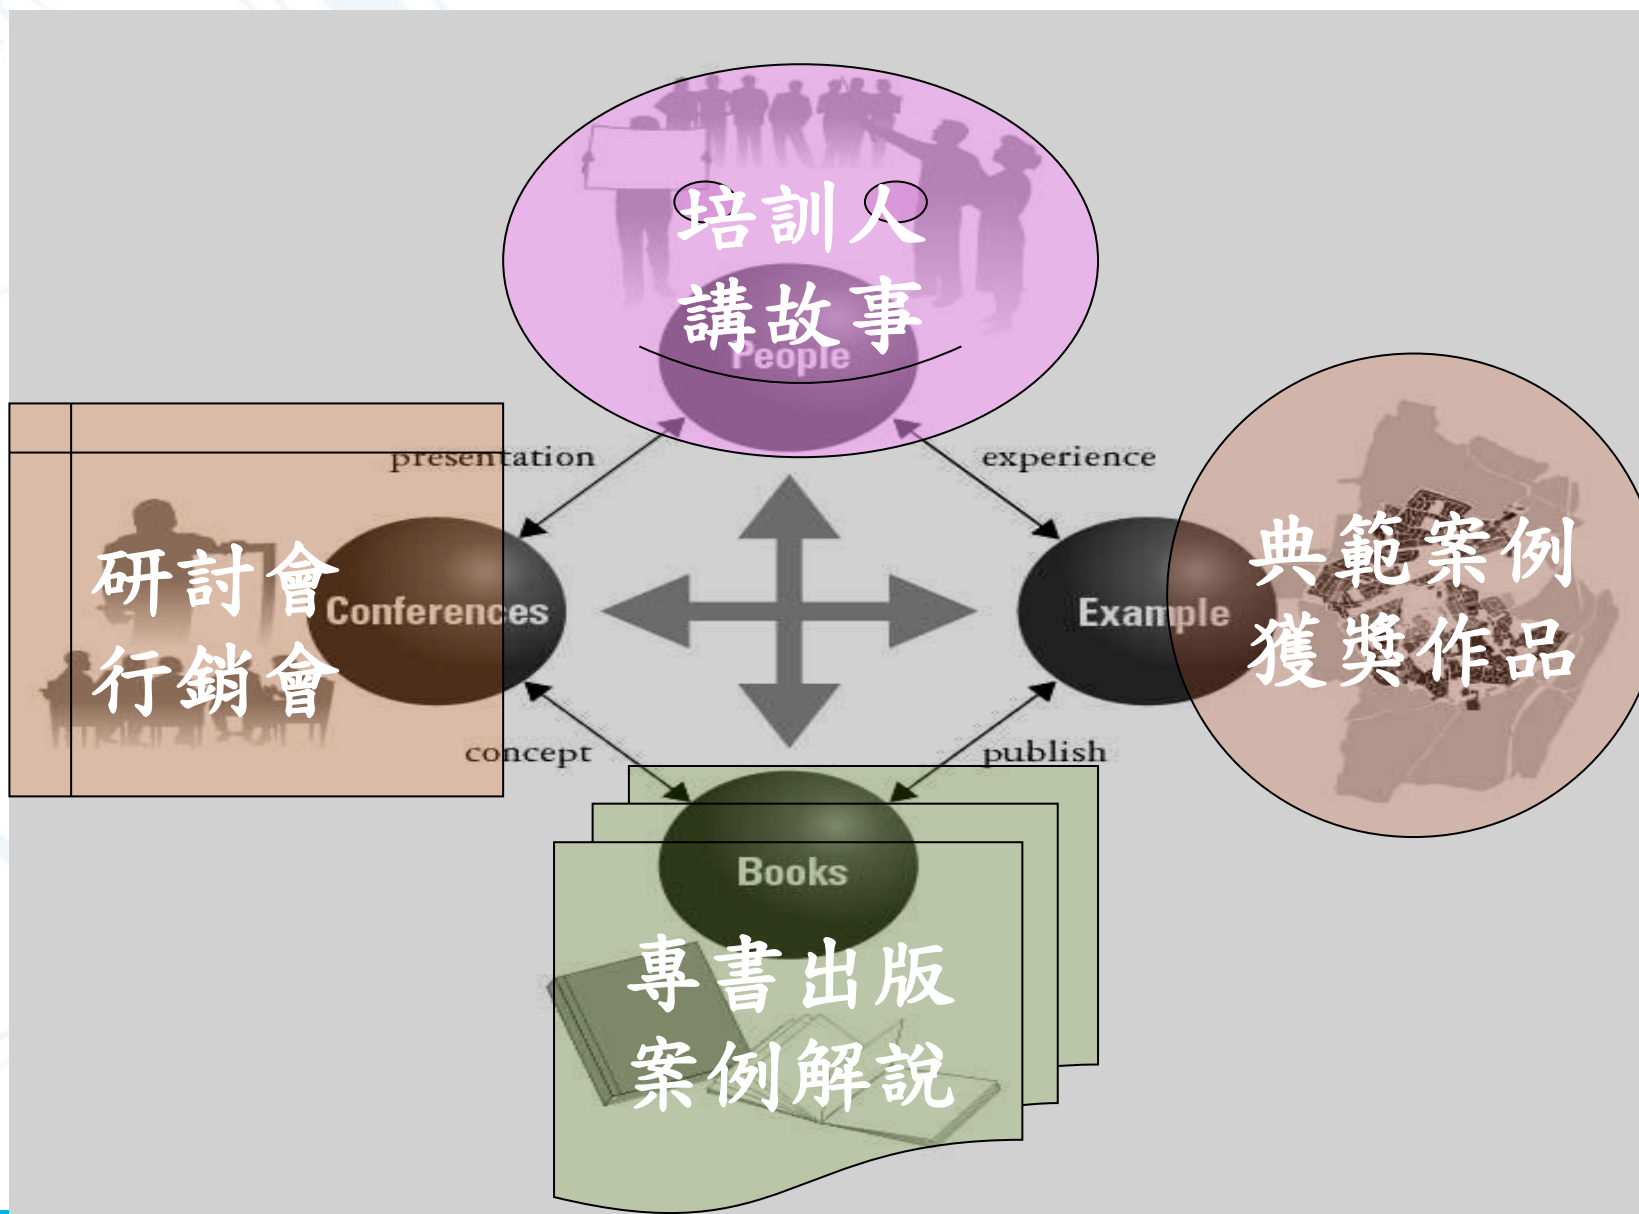 培訓人
講故事
People
presentation
experience
研討會
行銷會
Conferences
典範案例
獲獎作品
Example
concept
publish
Books
專書出版
案例解說